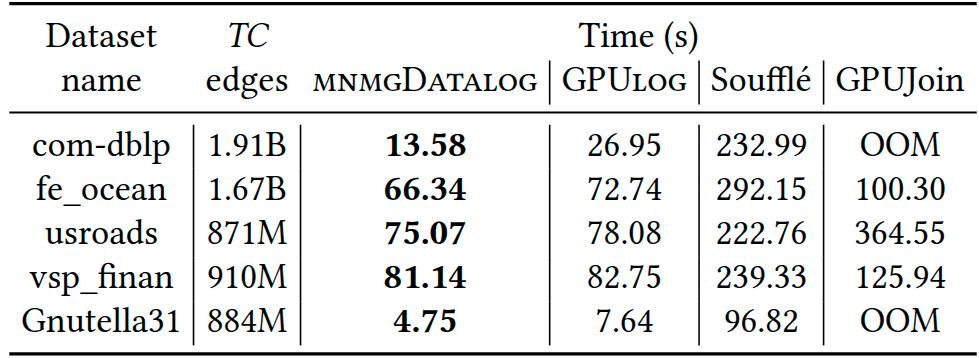 Dataset TC Time (s)
name edges MNMGDATALOG GPULOG Soufflé GPUJoin
com-dblp 1.91B 13.58 26.95 232.99 OOM
fe_ocean 1.67B 66.34 72.74 292.15 100.30
usroads 871M 75.07 78.08 222.76 364.55
vsp_finan 910M 81.14 82.75 239.33 125.94
Gnutella31 884M 4.75 7.64 96.82 OOM